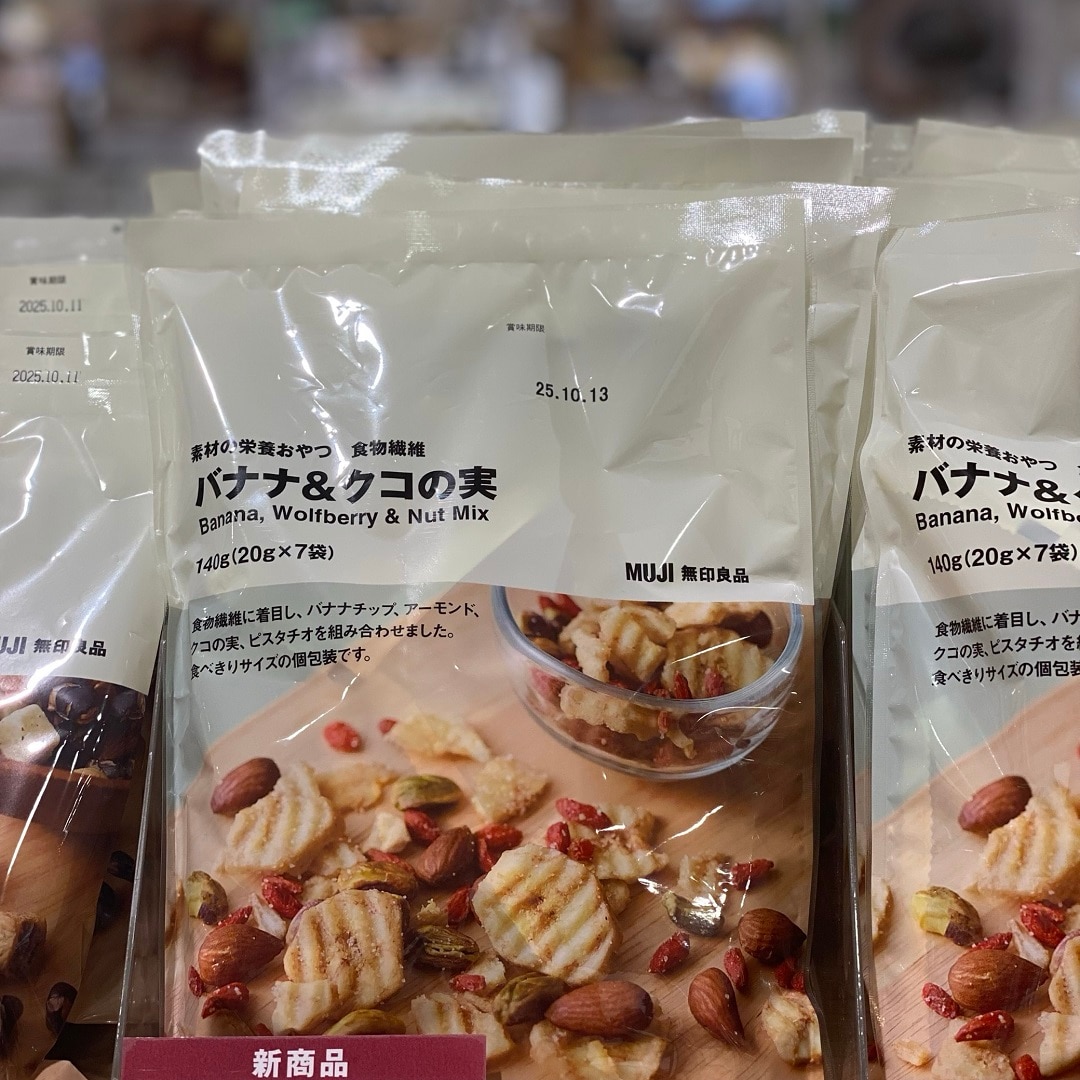 賞味期限
2025.10.11
賞味期限
2025.10.11
MUJI 無印良品
賞味期限
25.10.13
素材の栄養おやつ 食物繊維
バナナ&クコの実
Banana, Wolfberry & Nut Mix
140g(20g×7袋)
MUJI 無印良品
食物繊維に着目し、バナナチップ、アーモンド、
クコの実、ピスタチオを組み合わせました。
食べきりサイズの個包装です。
新商品
素材の栄養おやつ
バナナ&
Banana, Wolfbe
140g(20g×7袋)
食物繊維に着目し、バナ
クコの実、ピスタチオを
食べきりサイズの個包装